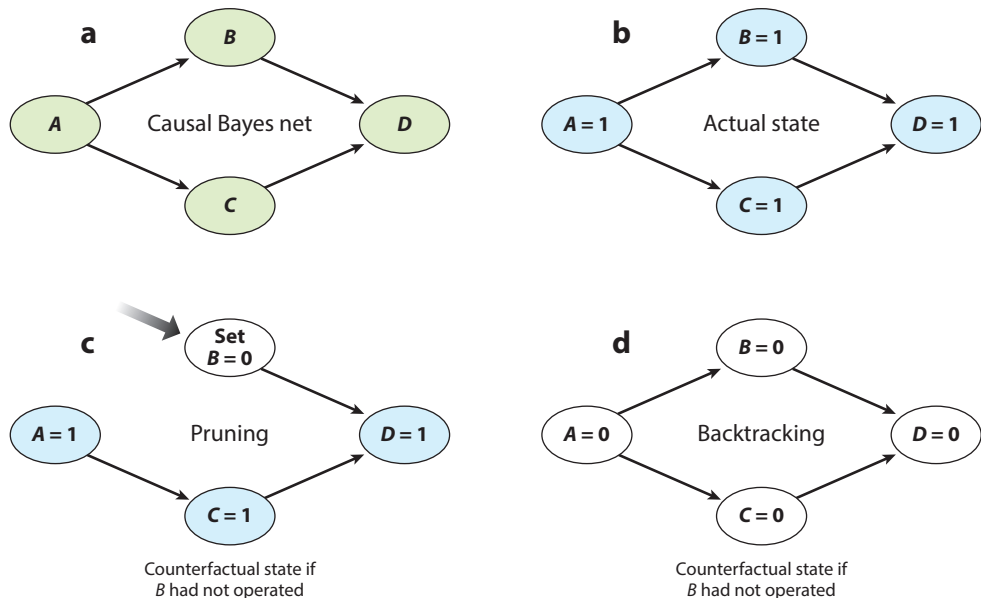 a
B
A
Causal Bayes net
D
C
b
B = 1
A = 1
Actual state
D = 1
C = 1
c
Set
B = 0
A = 1
Pruning
D = 1
C = 1
Counterfactual state if
B had not operated
d
B = 0
A = 0
Backtracking
D = 0
C = 0
Counterfactual state if
B had not operated